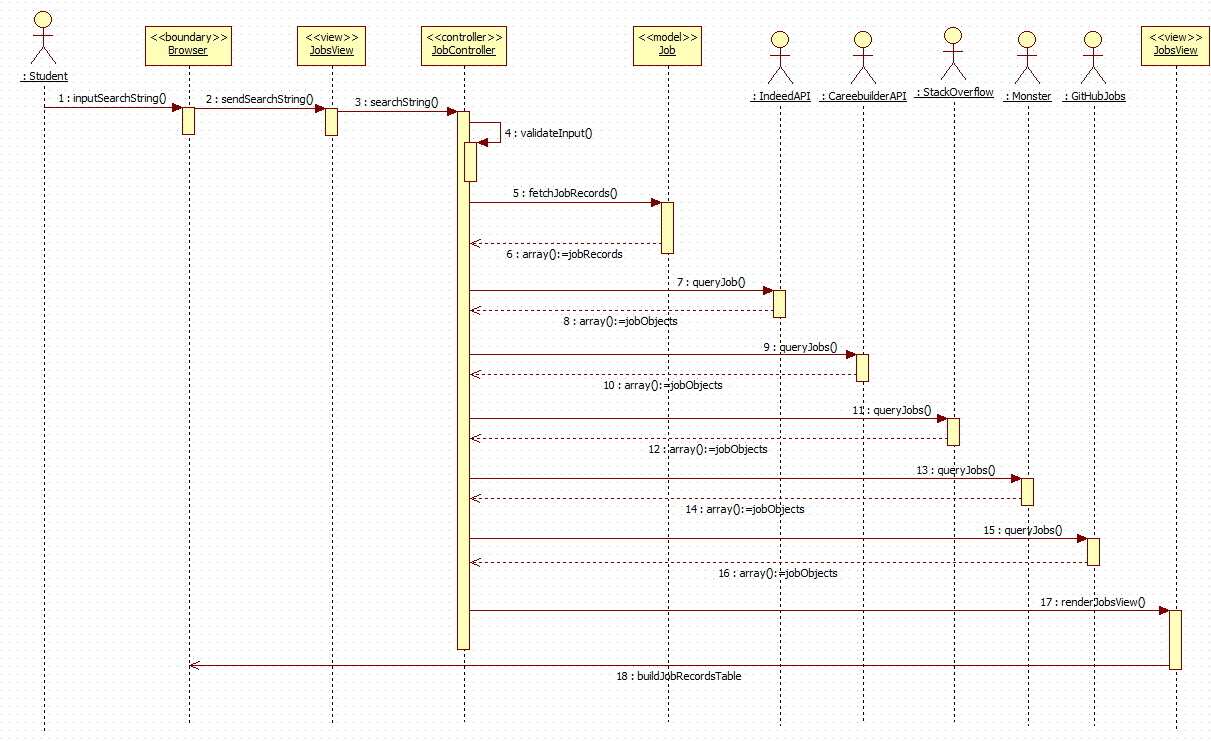 <<boundary>>
Browser
<<view>>
JobsView
<<controller>>
JobController
<<model>>
Job
<<view>>
JobsView
: Student
: IndeedAPI
: CareebuilderAPI
: StackOverflow
: Monster
: GitHubJobs
1 : inputSearchString()
2 : sendSearchString()
3 : searchString()
4 : validateInput()
5 : fetchJobRecords()
6 : array():=jobRecords
7 : queryJob()
8 : array():=jobObjects
9 : queryJobs()
10 : array():=jobObjects
11 : queryJobs()
12 : array():=jobObjects
13 : queryJobs()
14 : array():=jobObjects
15 : queryJobs()
16 : array():=jobObjects
17 : renderJobsView()
18 : buildJobRecordsTable